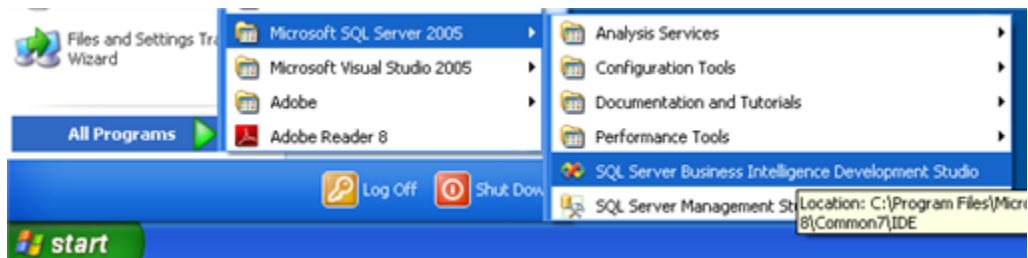 Files and Settings Tra
Wizard
All Programs
Microsoft SQL Server 2005
Microsoft Visual Studio 2005
Adobe
Adobe Reader 8
Analysis Services
Configuration Tools
Documentation and Tutorials
Performance Tools
SQL Server Business Intelligence Development Studio
SQL Server Management St
Location: C:\Program Files\Micro
8\Common7\IDE
Log Off
Shut Dow
start